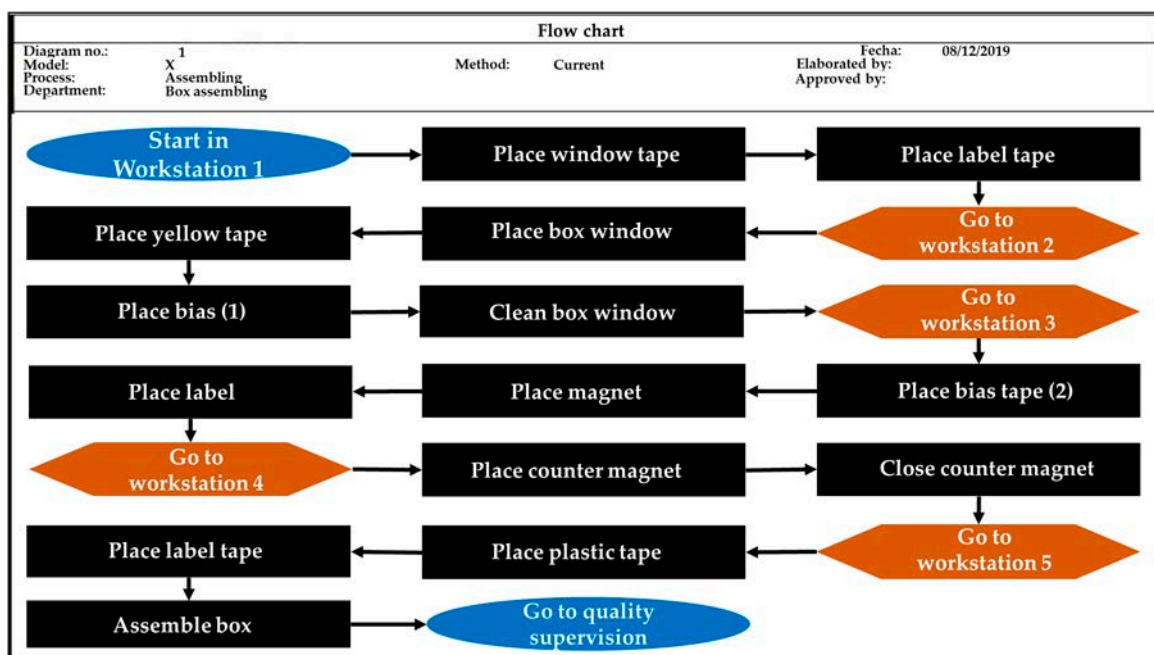 Flow chart
Diagram no.: 1
Model: X
Process: Assembling
Department: Box assembling
Method: Current
Fecha: 08/12/2019
Elaborated by:
Approved by:
Start in
Workstation 1
Place window tape
Place label tape
Go to
workstation 2
Place box window
Place yellow tape
Place bias (1)
Clean box window
Go to
workstation 3
Place bias tape (2)
Place magnet
Place label
Go to
workstation 4
Place counter magnet
Close counter magnet
Go to
workstation 5
Place plastic tape
Place label tape
Assemble box
Go to quality
supervision